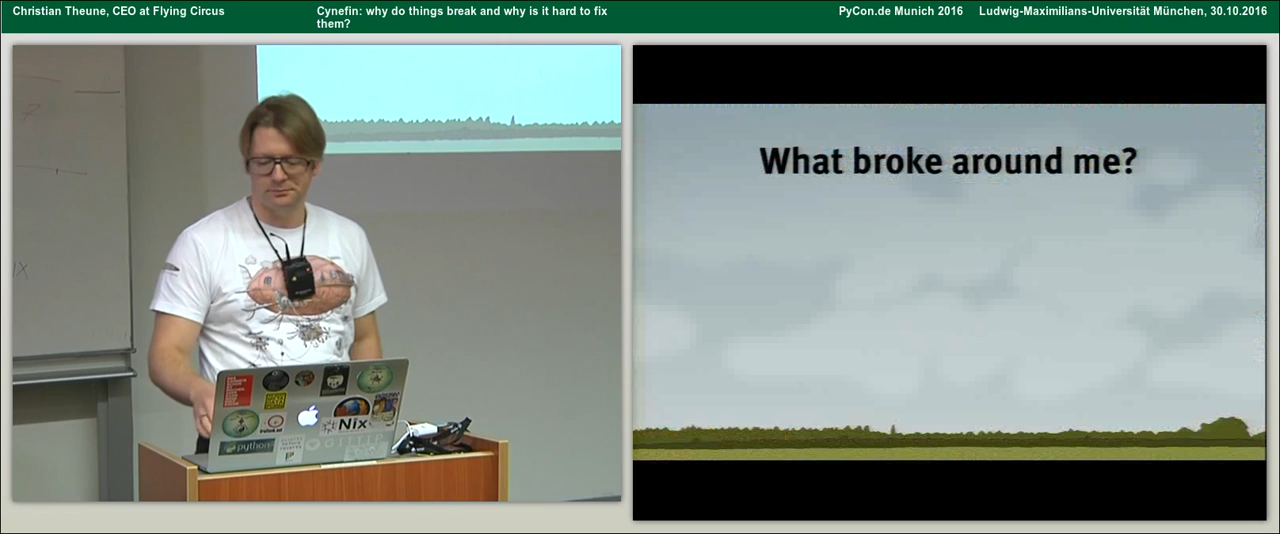 Christian Theune, CEO at Flying Circus
Cynefin: why do things break and why is it hard to fix
them?
PyCon.de Munich 2016
Ludwig-Maximilians-Universität München, 30.10.2016
What broke around me?
Nix
python
GITTIP